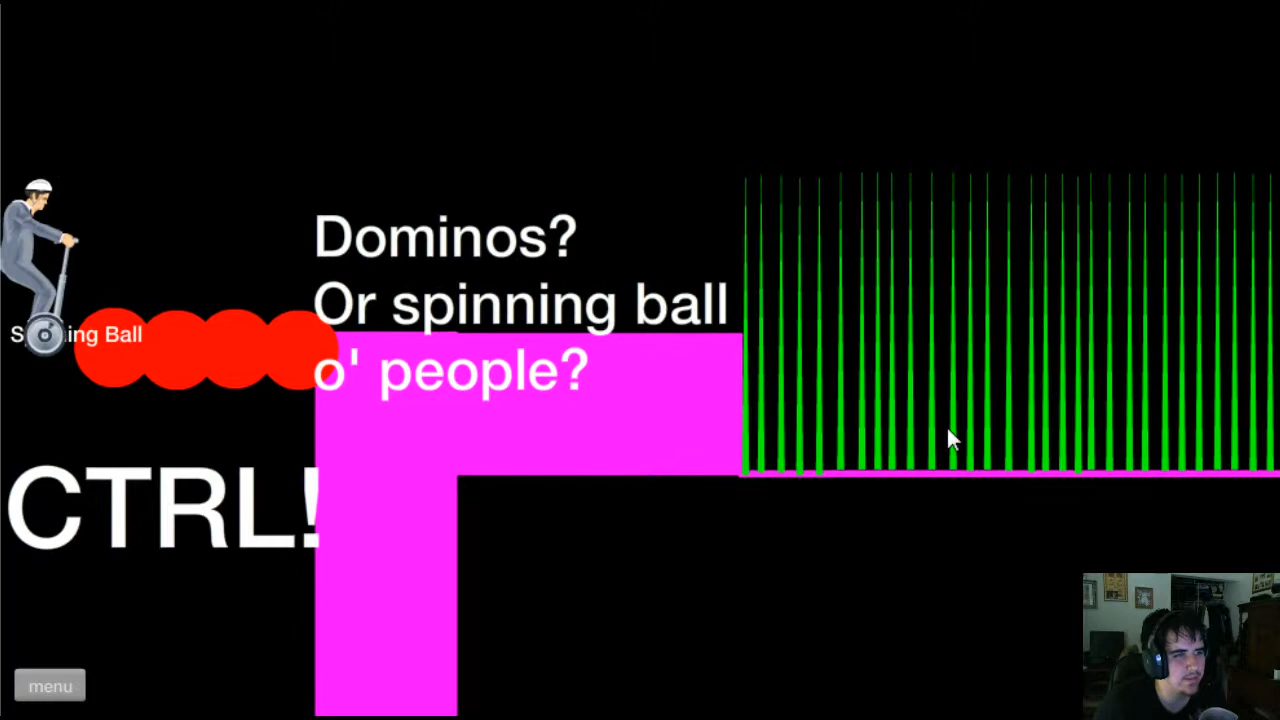 Dominos?
Or spinning ball
o' people?
ing Ball
CTRL!
menu